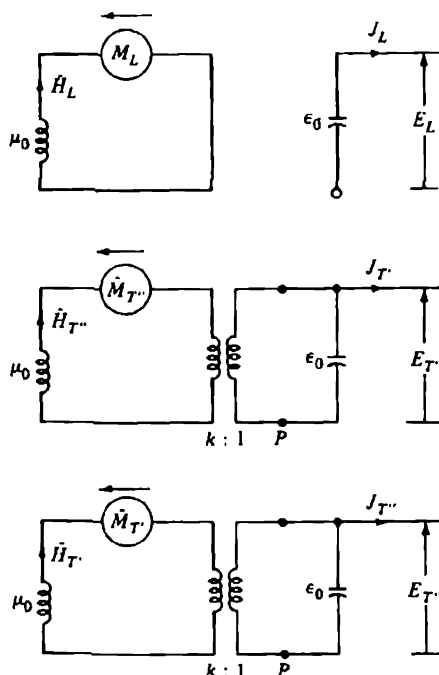 M_L
J_L
Ĥ_L
μ₀
ϵ₀
E_L
M̂_T″
J_T′
Ĥ_T″
μ₀
ϵ₀
E_T′
k : 1
P
M̂_T′
J_T″
Ĥ_T′
μ₀
ϵ₀
k : 1
P